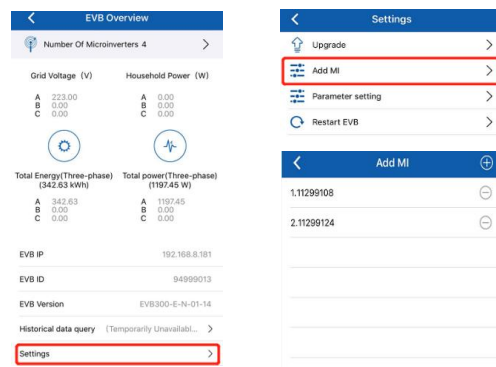 EVB Overview
Number Of Microinverters 4
Grid Voltage (V)
Household Power (W)
A 223.00
B 0.00
C 0.00
A 0.00
B 0.00
C 0.00
Total Energy(Three-phase)
(342.63 kWh)
Total power(Three-phase)
(1197.45 W)
A 342.63
B 0.00
C 0.00
A 1197.45
B 0.00
C 0.00
EVB IP 192.168.8.181
EVB ID 94999013
EVB Version EVB300-E-N-01-14
Historical data query (Temporarily Unavailabl...
Settings
Settings
Upgrade
Add MI
Parameter setting
Restart EVB
Add MI
1.11299108
2.11299124